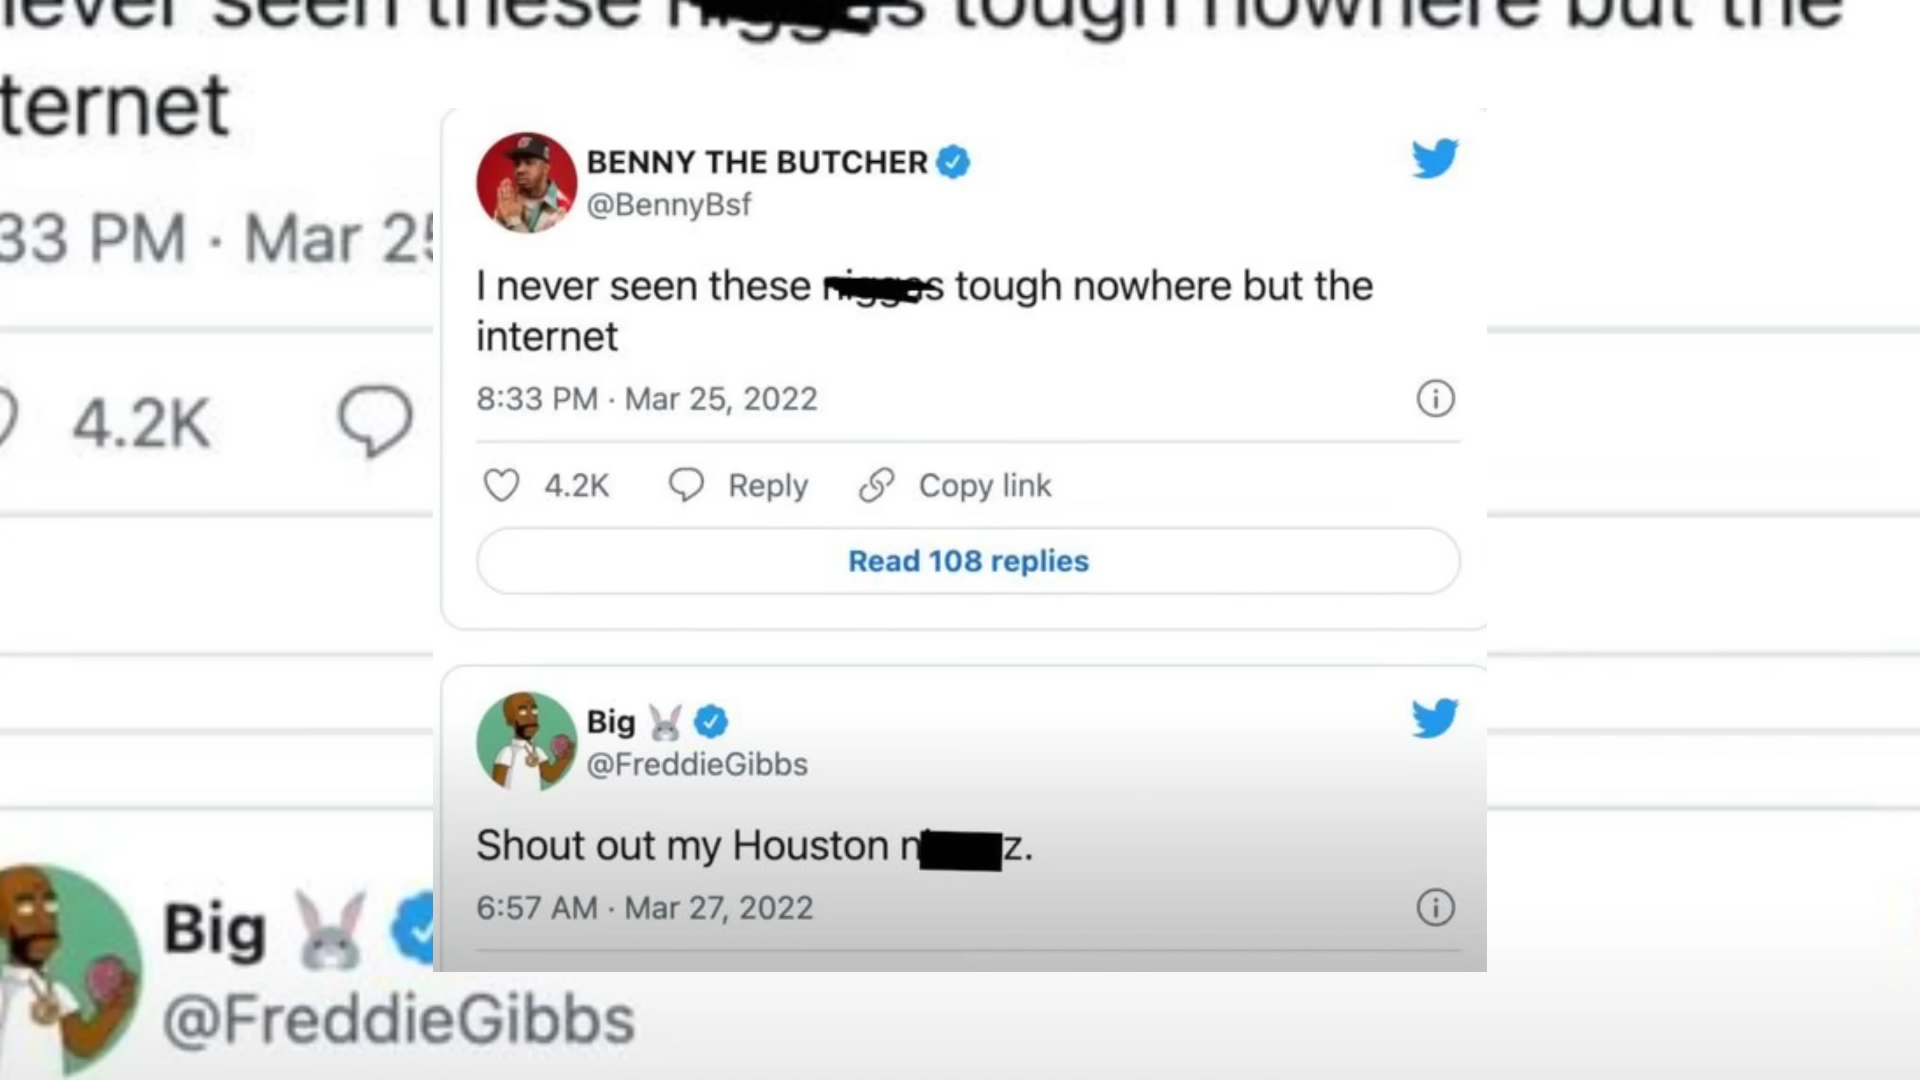 never seen these tough nowhere but the
ternet
33 PM · Mar 25
4.2K
BENNY THE BUTCHER
@BennyBsf
I never seen these niggas tough nowhere but the
internet
8:33 PM · Mar 25, 2022
4.2K Reply Copy link
Read 108 replies
Big
@FreddieGibbs
Shout out my Houston n z.
6:57 AM · Mar 27, 2022
Big
@FreddieGibbs